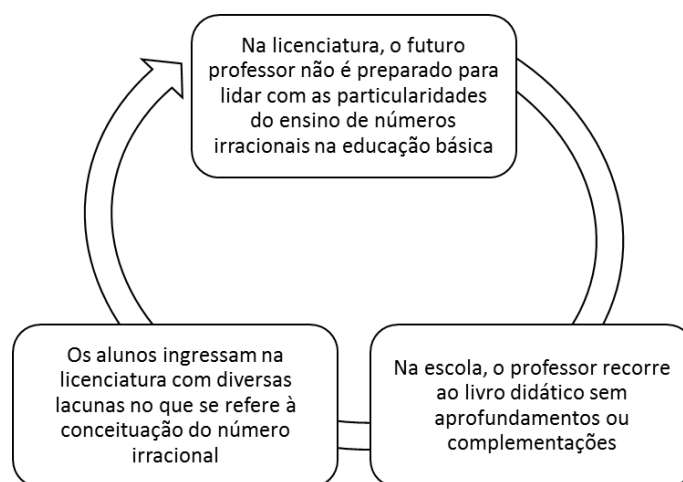 Na licenciatura, o futuro
professor não é preparado para
lidar com as particularidades
do ensino de números
irracionais na educação básica
Os alunos ingressam na
licenciatura com diversas
lacunas no que se refere à
conceituação do número
irracional
Na escola, o professor recorre
ao livro didático sem
aprofundamentos ou
complementações